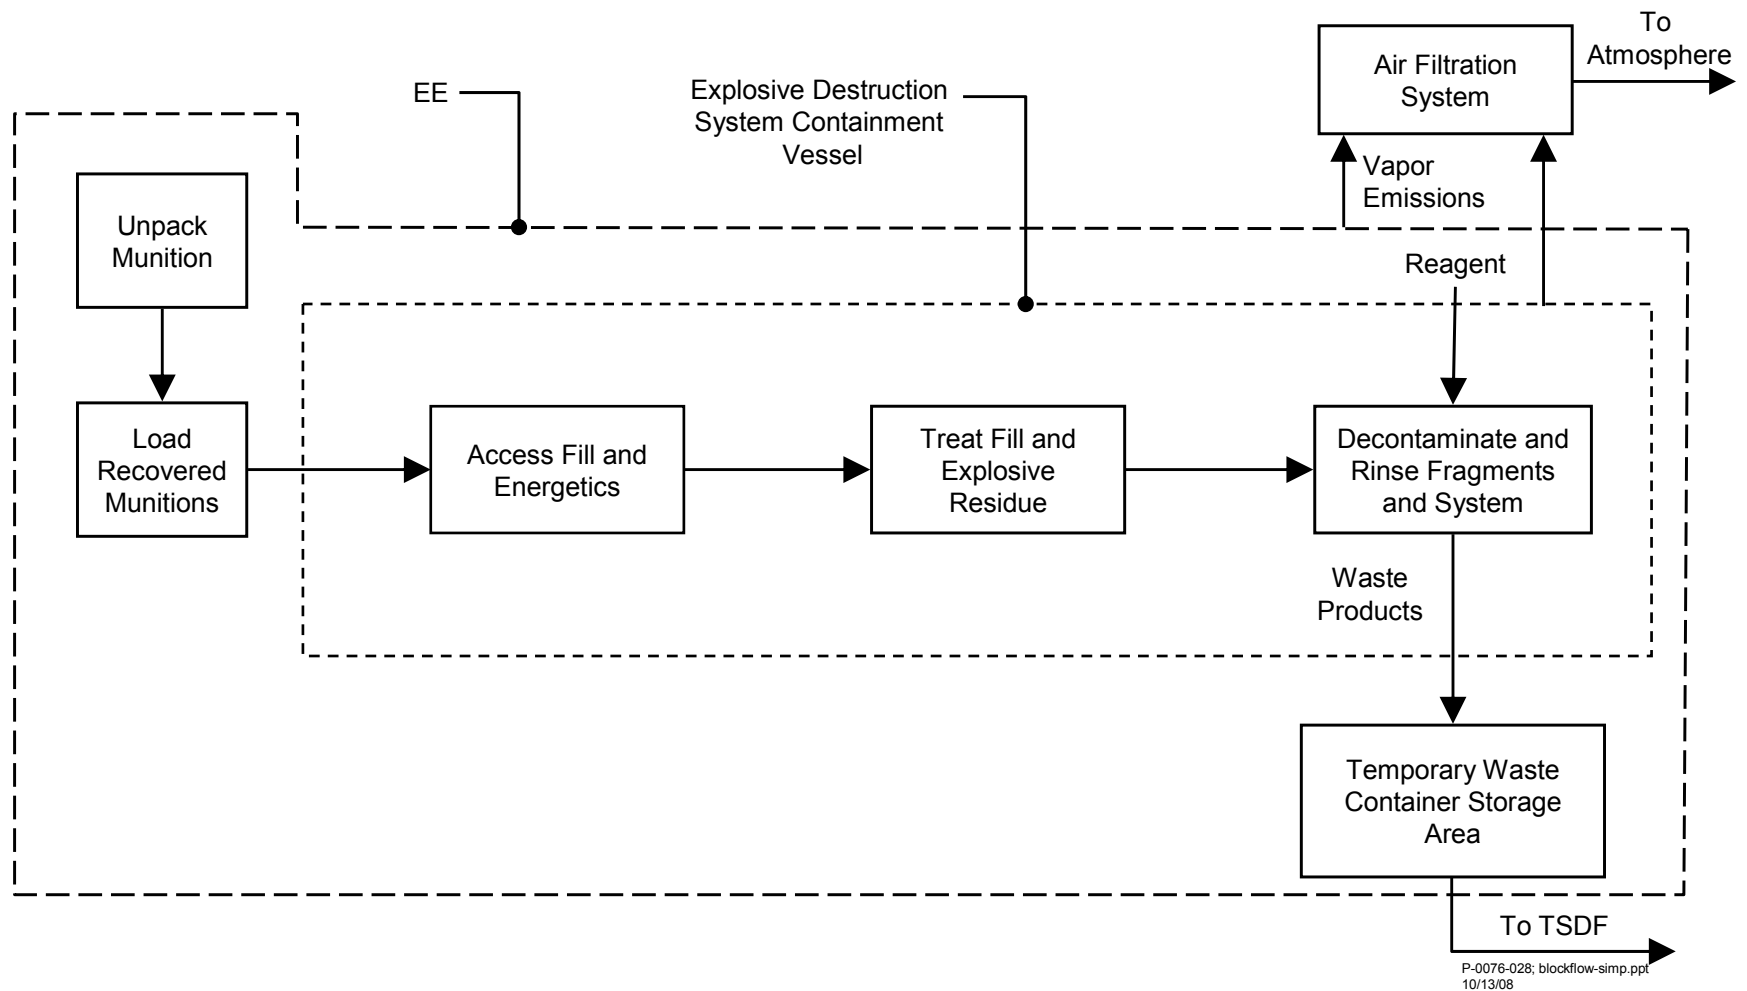 To
Atmosphere
Air Filtration
System
EE
Explosive Destruction
System Containment
Vessel
Vapor
Emissions
Unpack
Munition
Reagent
Load
Recovered
Munitions
Access Fill and
Energetics
Treat Fill and
Explosive
Residue
Decontaminate and
Rinse Fragments
and System
Waste
Products
Temporary Waste
Container Storage
Area
To TSDF
P-0076-028; blockflow-simp.ppt
10/13/08